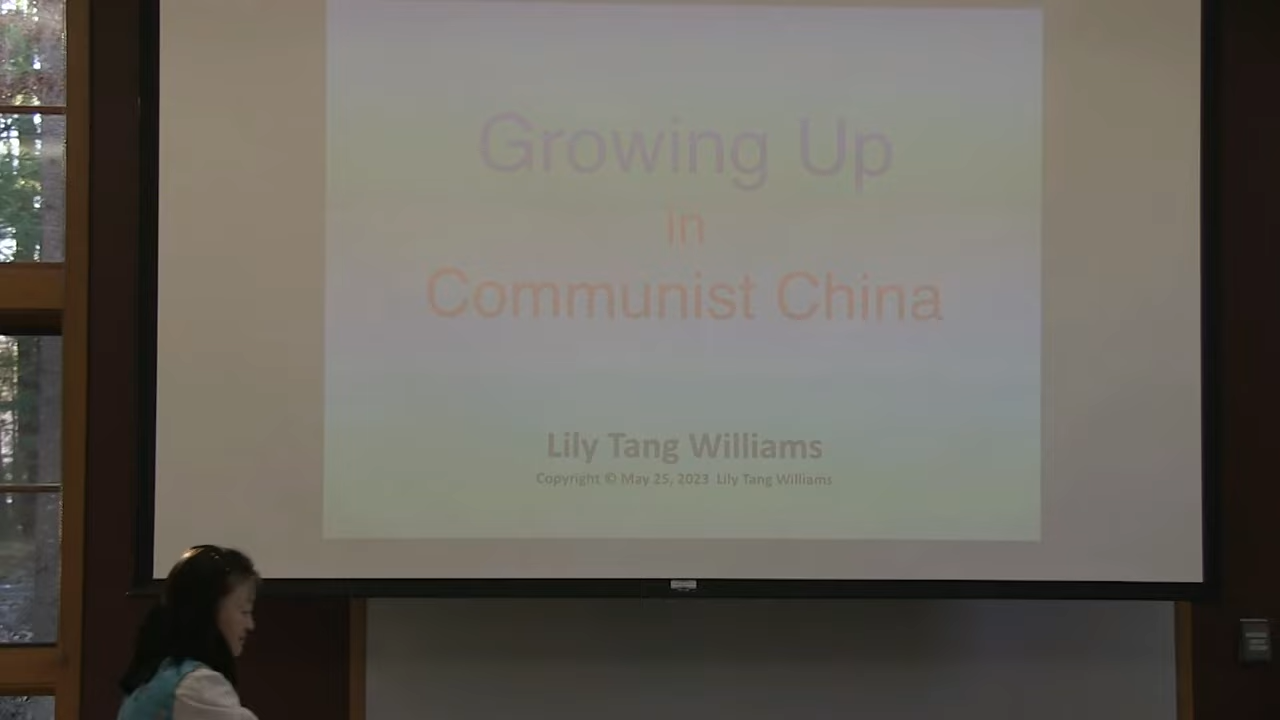 Growing Up
in
Communist China
Lily Tang Williams
Copyright © May 25, 2023 Lily Tang Williams